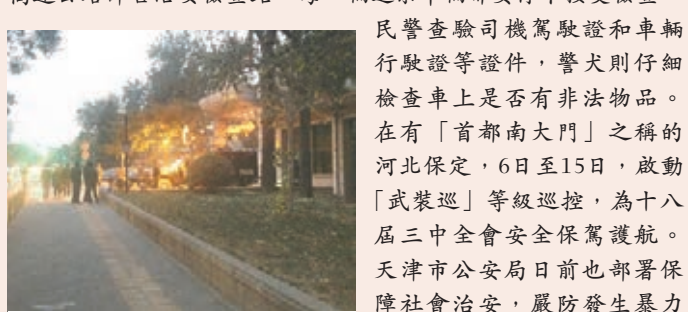 民警查驗司機駕駛證和車輛
行駛證等證件，警犬則仔細
檢查車上是否有非法物品。
在有「首都南大門」之稱的
河北保定，6日至15日，啟動
「武裝巡」等級巡控，為十八
屆三中全會安全保駕護航。
天津市公安局日前也部署保
障社會治安，嚴防發生暴力